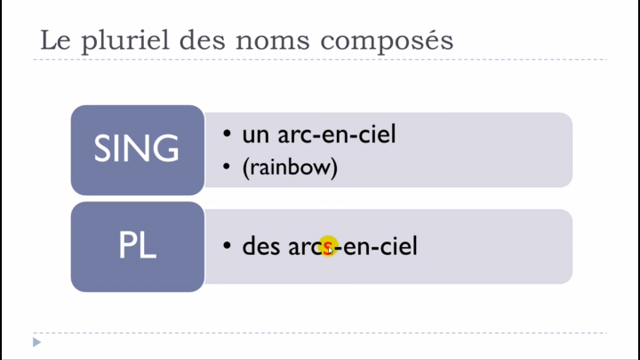 Le pluriel des noms composés
SING
• un arc-en-ciel
• (rainbow)
PL
• des arcs-en-ciel